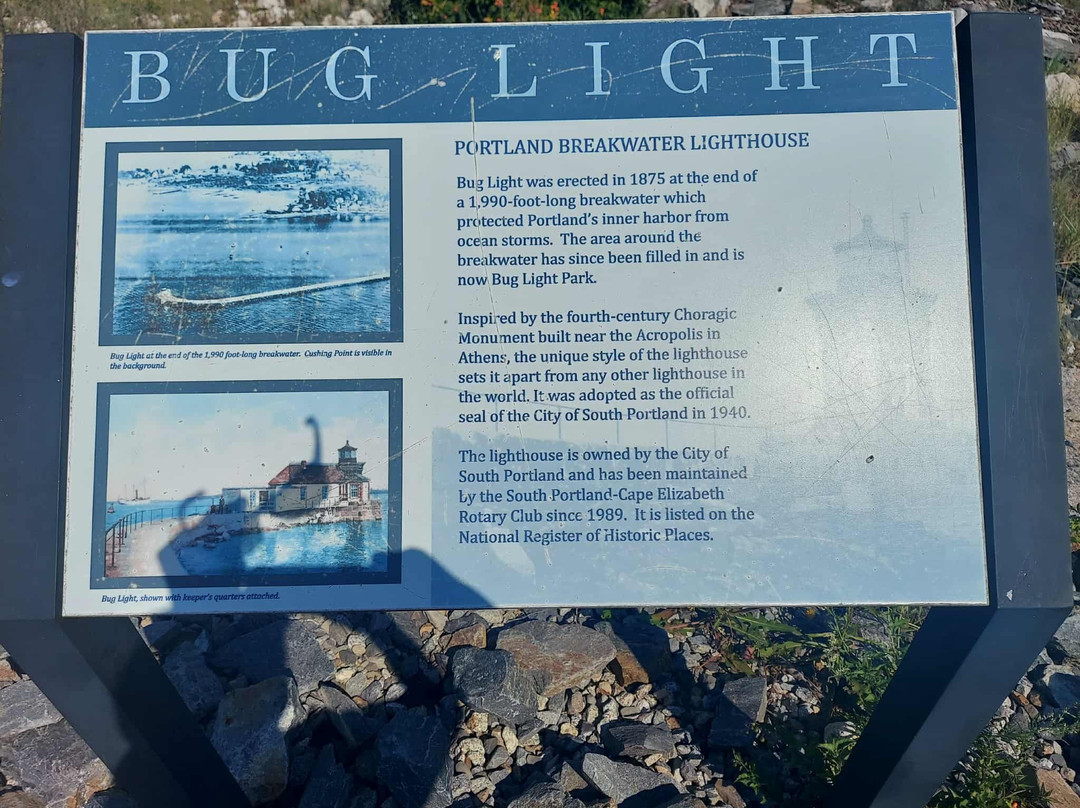 BUG LIGHT
Bug Light at the end of the 1,990 foot-long breakwater. Cushing Point is visible in
the background.
Bug Light, shown with keeper's quarters attached.
PORTLAND BREAKWATER LIGHTHOUSE
Bug Light was erected in 1875 at the end of
a 1,990-foot-long breakwater which
protected Portland's inner harbor from
ocean storms. The area around the
breakwater has since been filled in and is
now Bug Light Park.
Inspired by the fourth-century Choragic
Monument built near the Acropolis in
Athens, the unique style of the lighthouse
sets it apart from any other lighthouse in
the world. It was adopted as the official
seal of the City of South Portland in 1940.
The lighthouse is owned by the City of
South Portland and has been maintained
by the South Portland-Cape Elizabeth
Rotary Club since 1989. It is listed on the
National Register of Historic Places.